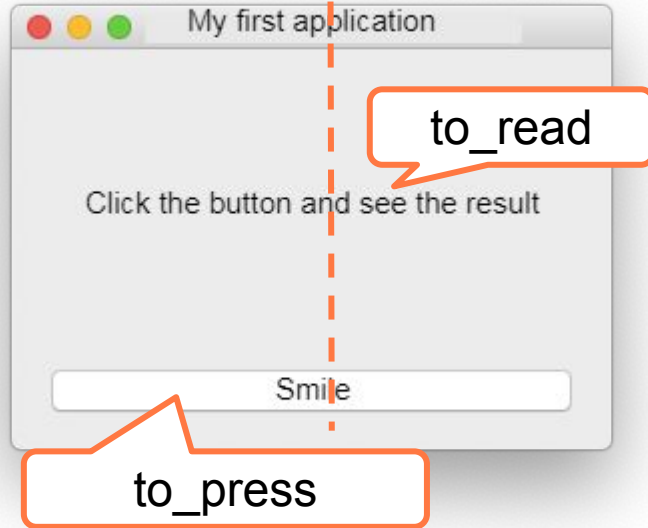 My first application
to_read
Click the button and see the result
Smile
to_press